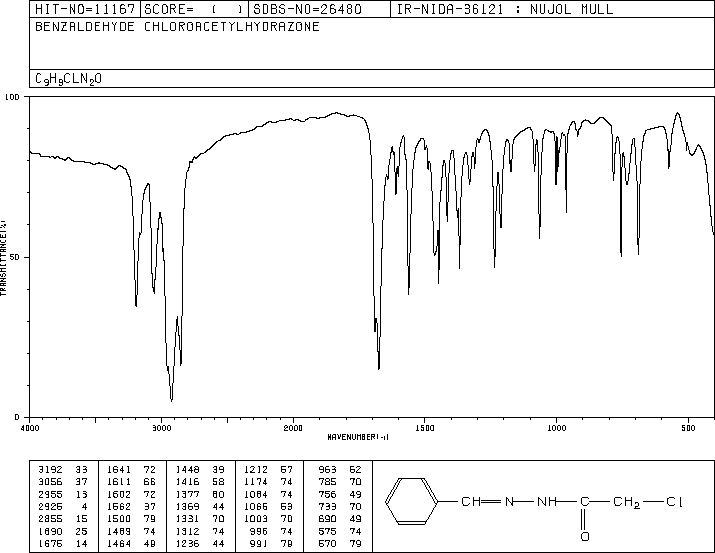 HIT-NO=11167 SCORE= ( ) SDBS-NO=26480 IR-NIDA-36121 : NUJOL MULL
BENZALDEHYDE CHLOROACETYLHYDRAZONE
C9H9CLN2O
100
50
0
TRANSMITTANCE(%)
4000 3000 2000 1500 1000 500
WAVENUMBER(-1)
3192 33 1641 72 1448 39 1212 57 963 62
3056 37 1611 66 1416 58 1174 74 785 70
2955 13 1602 72 1377 60 1084 74 756 49
2925 4 1562 37 1369 44 1066 53 733 70
2855 15 1500 79 1331 70 1003 70 690 49
1690 25 1489 74 1312 74 996 74 575 74
1675 14 1464 49 1236 44 991 79 570 79
CH N NH C CH2 Cl
O